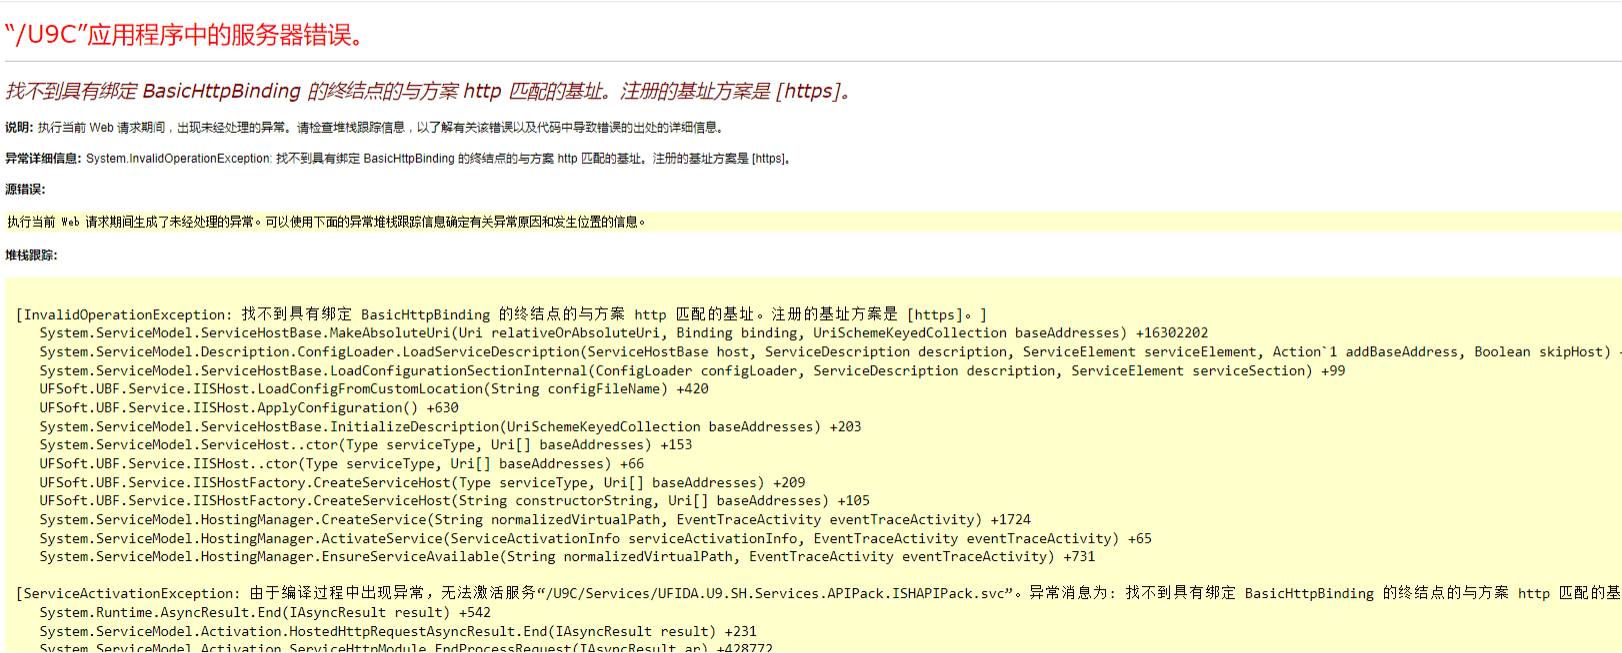 “/U9C”应用程序中的服务器错误。
找不到具有绑定 BasicHttpBinding 的终结点的与方案 http 匹配的基址。注册的基址方案是 [https]。
说明: 执行当前 Web 请求期间，出现未经处理的异常。请检查堆栈跟踪信息，以了解有关该错误以及代码中导致错误的出处的详细信息。
异常详细信息: System.InvalidOperationException: 找不到具有绑定 BasicHttpBinding 的终结点的与方案 http 匹配的基址。注册的基址方案是 [https]。
源错误:
执行当前 Web 请求期间生成了未经处理的异常。可以使用下面的异常堆栈跟踪信息确定有关异常原因和发生位置的信息。
堆栈跟踪:
[InvalidOperationException: 找不到具有绑定 BasicHttpBinding 的终结点的与方案 http 匹配的基址。注册的基址方案是 [https]。]
System.ServiceModel.ServiceHostBase.MakeAbsoluteUri(Uri relativeOrAbsoluteUri, Binding binding, UriSchemeKeyedCollection baseAddresses) +16302202
System.ServiceModel.Description.ConfigLoader.LoadServiceDescription(ServiceHostBase host, ServiceDescription description, ServiceElement serviceElement, Action`1 addBaseAddress, Boolean skipHost)
System.ServiceModel.ServiceHostBase.LoadConfigurationSectionInternal(ConfigLoader configLoader, ServiceDescription description, ServiceElement serviceSection) +99
UFSoft.UBF.Service.IISHost.LoadConfigFromCustomLocation(String configFileName) +420
UFSoft.UBF.Service.IISHost.ApplyConfiguration() +630
System.ServiceModel.ServiceHostBase.InitializeDescription(UriSchemeKeyedCollection baseAddresses) +203
System.ServiceModel.ServiceHost..ctor(Type serviceType, Uri[] baseAddresses) +153
UFSoft.UBF.Service.IISHost..ctor(Type serviceType, Uri[] baseAddresses) +66
UFSoft.UBF.Service.IISHostFactory.CreateServiceHost(Type serviceType, Uri[] baseAddresses) +209
UFSoft.UBF.Service.IISHostFactory.CreateServiceHost(String constructorString, Uri[] baseAddresses) +105
System.ServiceModel.HostingManager.CreateService(String normalizedVirtualPath, EventTraceActivity eventTraceActivity) +1724
System.ServiceModel.HostingManager.ActivateService(ServiceActivationInfo serviceActivationInfo, EventTraceActivity eventTraceActivity) +65
System.ServiceModel.HostingManager.EnsureServiceAvailable(String normalizedVirtualPath, EventTraceActivity eventTraceActivity) +731
[ServiceActivationException: 由于编译过程中出现异常，无法激活服务“/U9C/Services/UFIDA.U9.SH.Services.APIPack.ISHAPIPack.svc”。异常消息为: 找不到具有绑定 BasicHttpBinding 的终结点的与方案 http 匹配的基
System.Runtime.AsyncResult.End(IAsyncResult result) +542
System.ServiceModel.Activation.HostedHttpRequestAsyncResult.End(IAsyncResult result) +231
System.ServiceModel.Activation.ServiceHttpModule.EndProcessRequest(IAsyncResult ar) +428772